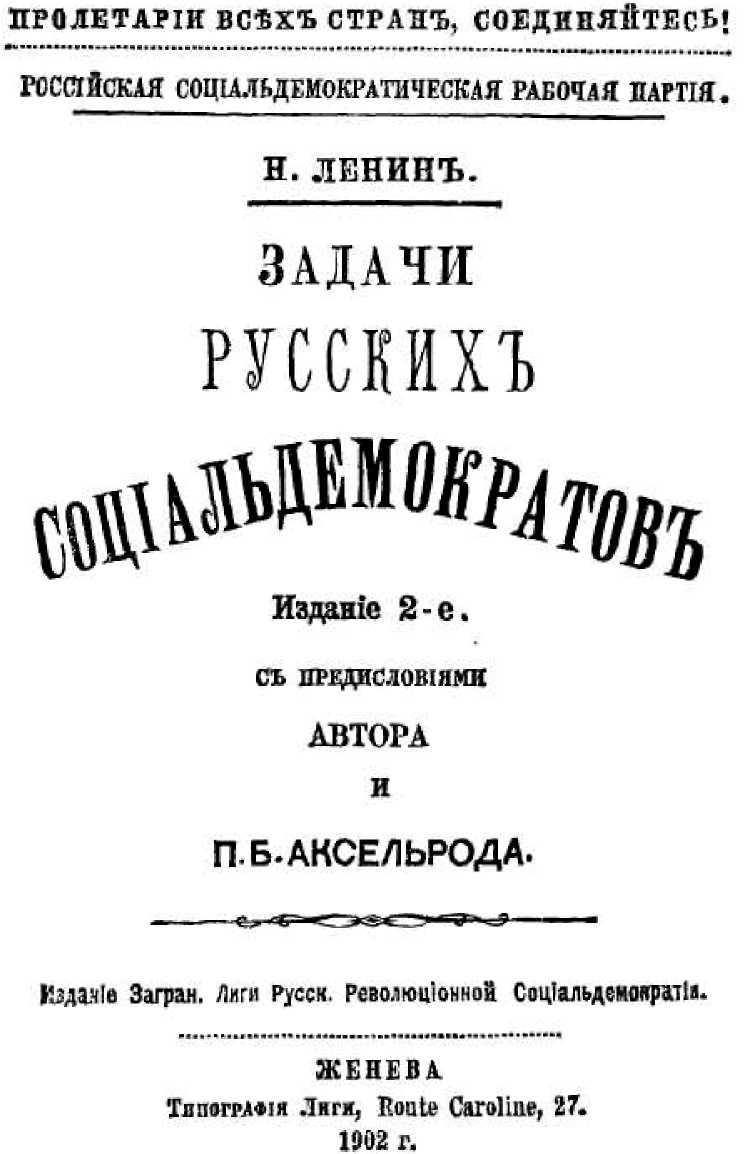 ПРОЛЕТАРІИ ВСѢХЪ СТРАНЪ, СОЕДИНЯЙТЕСЬ!
РОССІЙСКАЯ СОЦІАЛЬДЕМОКРАТИЧЕСКАЯ РАБОЧАЯ ПАРТІЯ.
Н. ЛЕНИНЪ.
ЗАДАЧИ
РУССКИХЪ
СОЦІАЛЬДЕМОКРАТОВЪ
Изданіе 2-е.
СЪ ПРЕДИСЛОВІЯМИ
АВТОРА
И
П.Б.АКСЕЛЬРОДА.
Изданіе Загран. Лиги Русск. Революціонной Соціальдемократіи.
ЖЕНЕВА
Типографія Лиги, Route Caroline, 27.
1902 г.